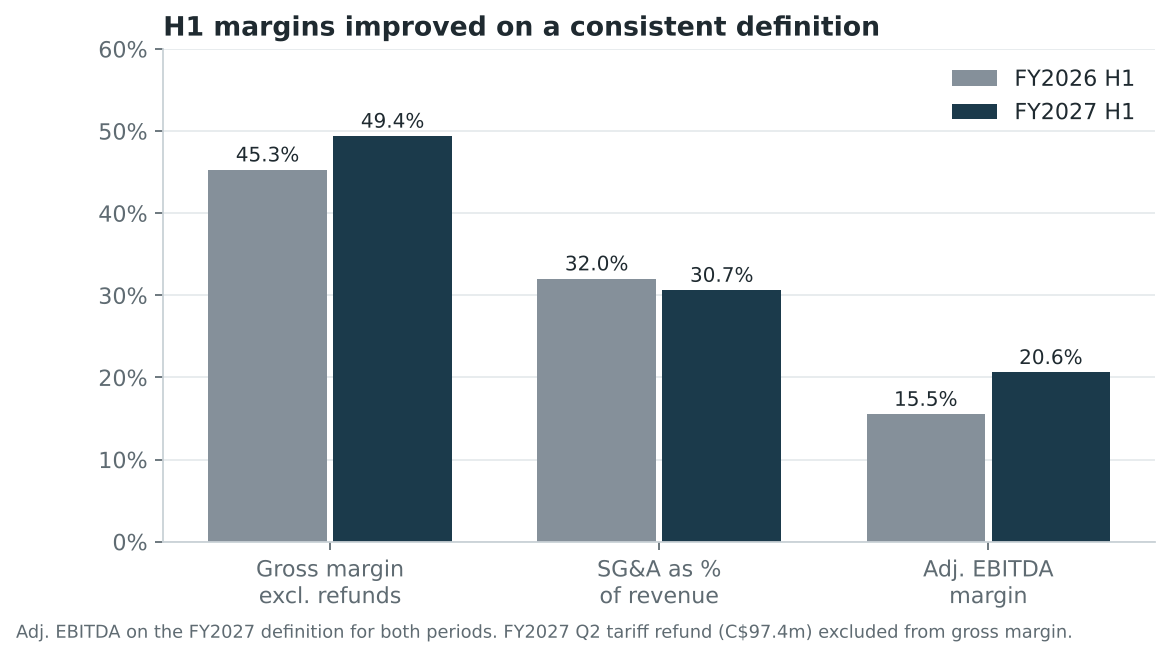 H1 margins improved on a consistent definition
60%
50%
40%
30%
20%
10%
0%
FY2026 H1
FY2027 H1
45.3%
49.4%
32.0%
30.7%
15.5%
20.6%
Gross margin
excl. refunds
SG&A as %
of revenue
Adj. EBITDA
margin
Adj. EBITDA on the FY2027 definition for both periods. FY2027 Q2 tariff refund (C$97.4m) excluded from gross margin.